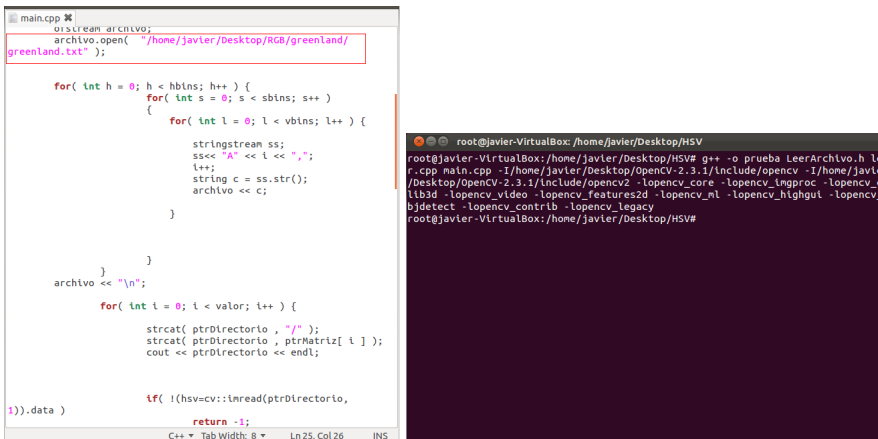 main.cpp ✖
ofstream archivo;
archivo.open(  "/home/javier/Desktop/RGB/greenland/
greenland.txt" );
for( int h = 0; h < hbins; h++ ) {
for( int s = 0; s < sbins; s++ )
{
for( int l = 0; l < vbins; l++ ) {
stringstream ss;
ss<< "A" << i << ",";
i++;
string c = ss.str();
archivo << c;
}
}
}
archivo << "\n";
for( int i = 0; i < valor; i++ ) {
strcat( ptrDirectorio , "/" );
strcat( ptrDirectorio , ptrMatriz[ i ] );
cout << ptrDirectorio << endl;
if( !(hsv=cv::imread(ptrDirectorio,
1)).data )
return -1;
C++ ▾ Tab Width: 8 ▾ Ln 25, Col 26 INS
root@javier-VirtualBox: /home/javier/Desktop/HSV
root@javier-VirtualBox:/home/javier/Desktop/HSV# g++ -o prueba LeerArchivo.h le
r.cpp main.cpp -I/home/javier/Desktop/OpenCV-2.3.1/include/opencv -I/home/javie
/Desktop/OpenCV-2.3.1/include/opencv2 -lopencv_core -lopencv_imgproc -lopencv_c
lib3d -lopencv_video -lopencv_features2d -lopencv_ml -lopencv_highgui -lopencv_
bjdetect -lopencv_contrib -lopencv_legacy
root@javier-VirtualBox:/home/javier/Desktop/HSV#